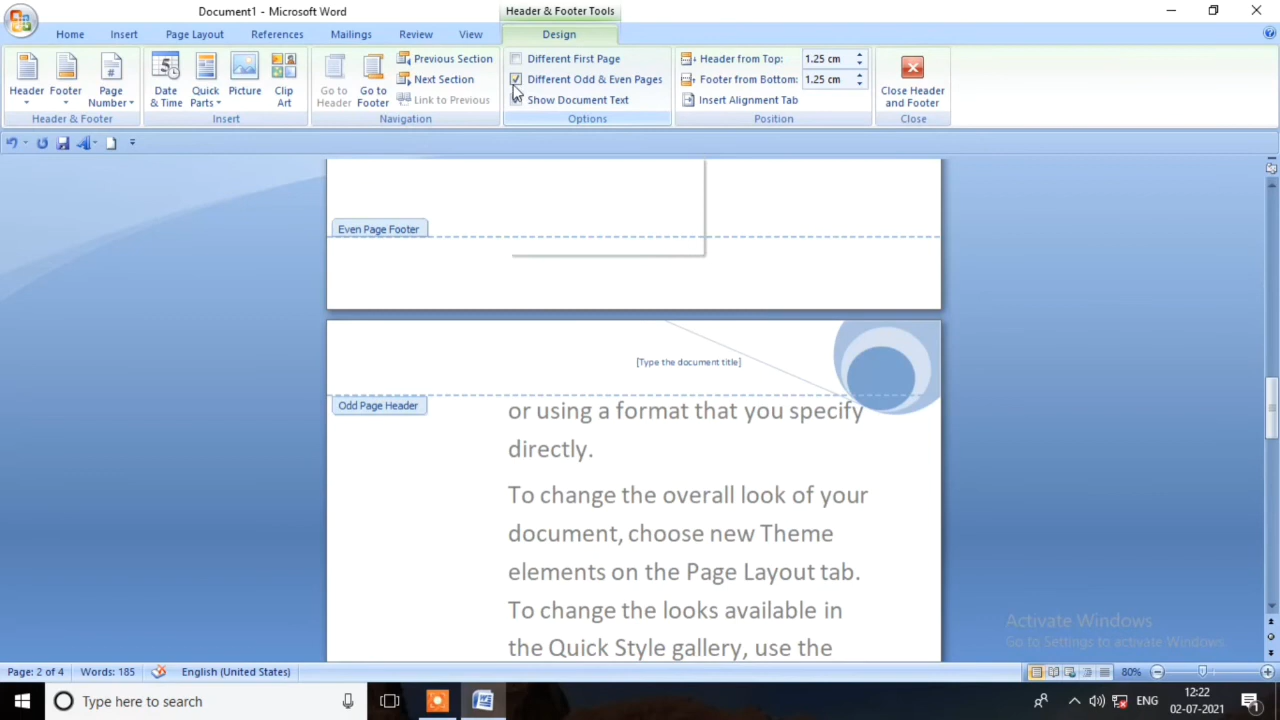 Document1 - Microsoft Word
Header & Footer Tools
Home
Insert
Page Layout
References
Mailings
Review
View
Design
Header
Footer
Page
Number
Header & Footer
Date
& Time
Quick
Parts
Picture
Clip
Art
Insert
Go to
Header
Go to
Footer
Previous Section
Next Section
Link to Previous
Navigation
Different First Page
Different Odd & Even Pages
Show Document Text
Options
Header from Top:
1.25 cm
Footer from Bottom:
1.25 cm
Insert Alignment Tab
Position
Close Header
and Footer
Close
Even Page Footer
[Type the document title]
Odd Page Header
or using a format that you specify
directly.
To change the overall look of your
document, choose new Theme
elements on the Page Layout tab.
To change the looks available in
the Quick Style gallery, use the
Activate Windows
Go to Settings to activate Windows.
Page: 2 of 4
Words: 185
English (United States)
80%
Type here to search
ENG
12:22
02-07-2021
1